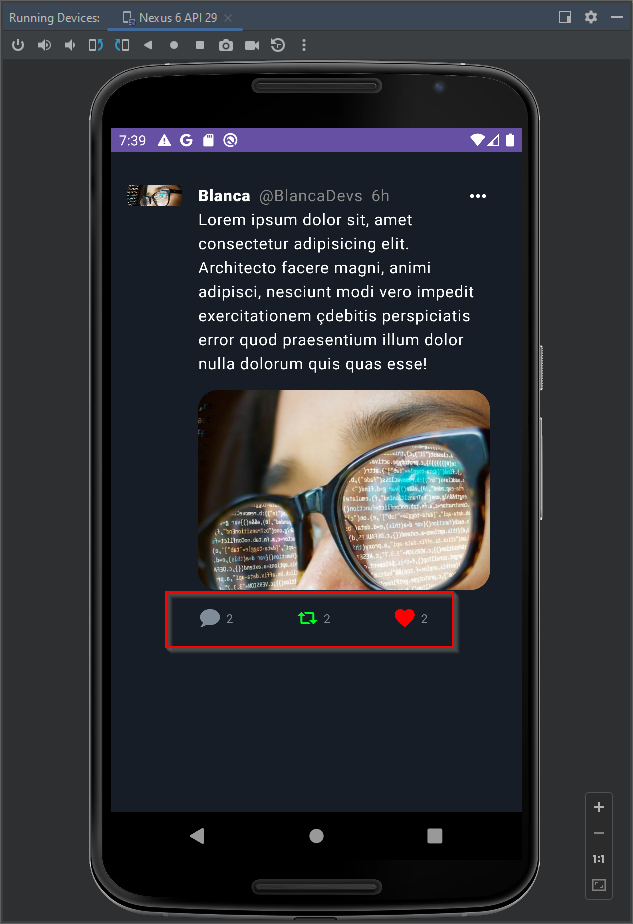 Running Devices: Nexus 6 API 29
7:39
Blanca @BlancaDevs 6h
Lorem ipsum dolor sit, amet
consectetur adipisicing elit.
Architecto facere magni, animi
adipisci, nesciunt modi vero impedit
exercitationem çdebitis perspiciatis
error quod praesentium illum dolor
nulla dolorum quis quas esse!
2 2 2
1:1